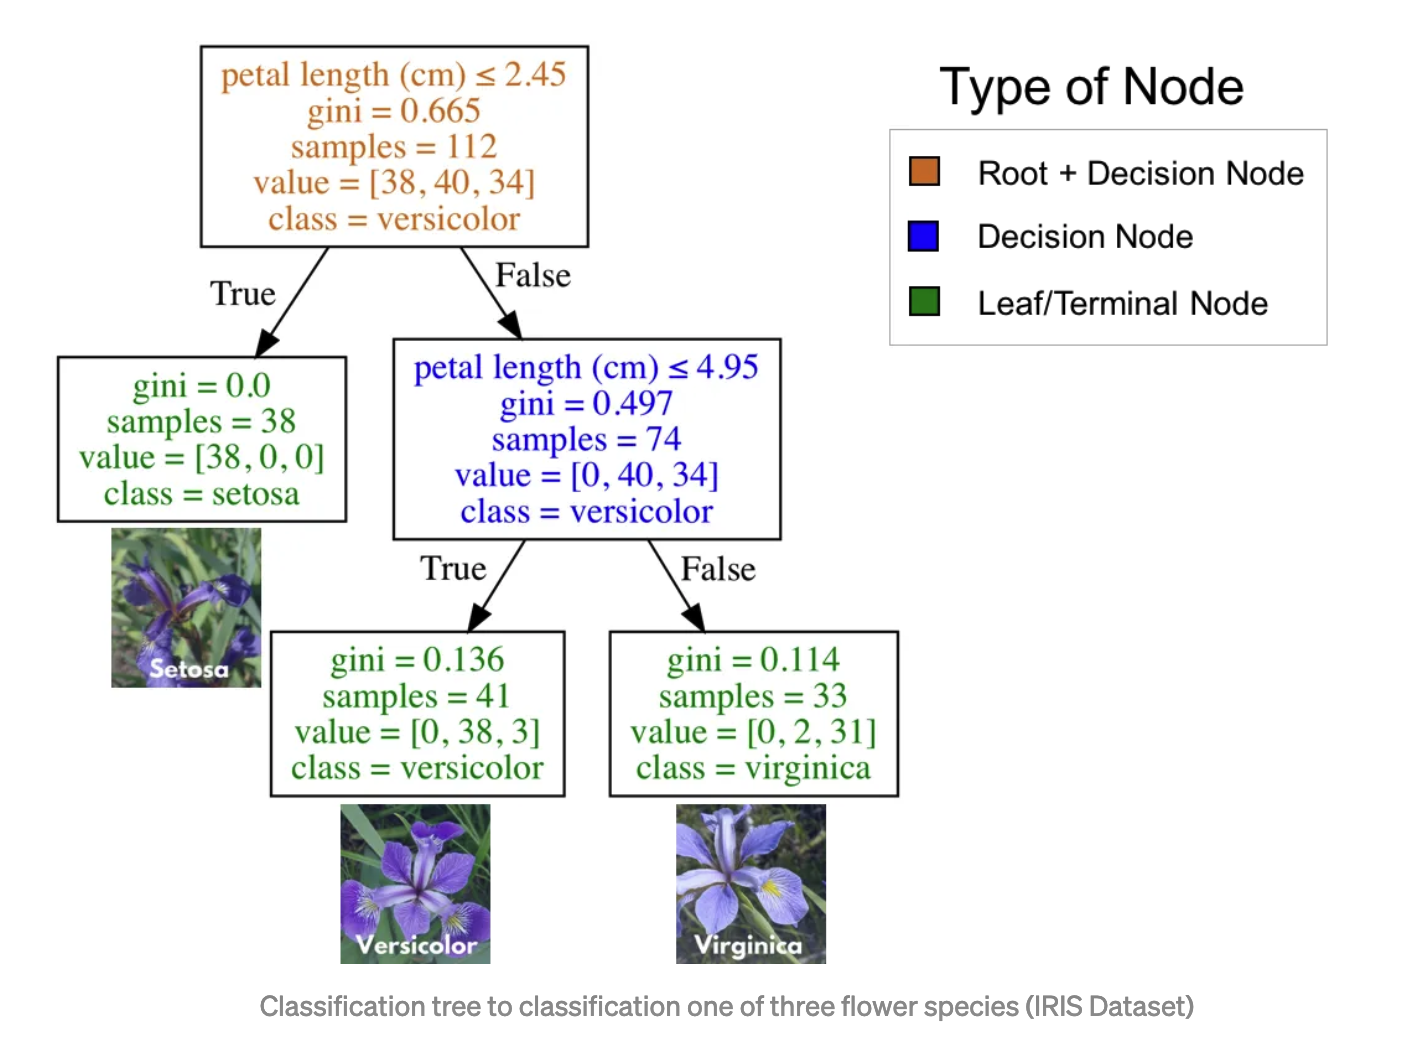 petal length (cm) ≤ 2.45
gini = 0.665
samples = 112
value = [38, 40, 34]
class = versicolor
Type of Node
Root + Decision Node
Decision Node
Leaf/Terminal Node
True
False
gini = 0.0
samples = 38
value = [38, 0, 0]
class = setosa
Setosa
petal length (cm) ≤ 4.95
gini = 0.497
samples = 74
value = [0, 40, 34]
class = versicolor
True
False
gini = 0.136
samples = 41
value = [0, 38, 3]
class = versicolor
Versicolor
gini = 0.114
samples = 33
value = [0, 2, 31]
class = virginica
Virginica
Classification tree to classification one of three flower species (IRIS Dataset)